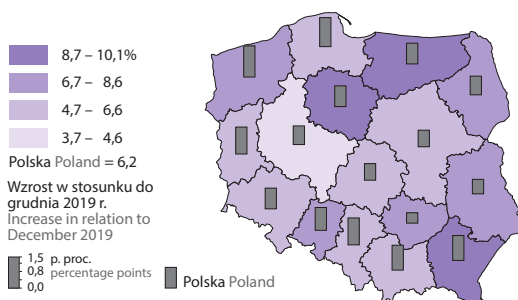 8,7 – 10,1%
6,7 – 8,6
4,7 – 6,6
3,7 – 4,6
Polska Poland = 6,2
Wzrost w stosunku do
grudnia 2019 r.
Increase in relation to
December 2019
1,5 p. proc.
0,8 percentage points
0,0
Polska Poland